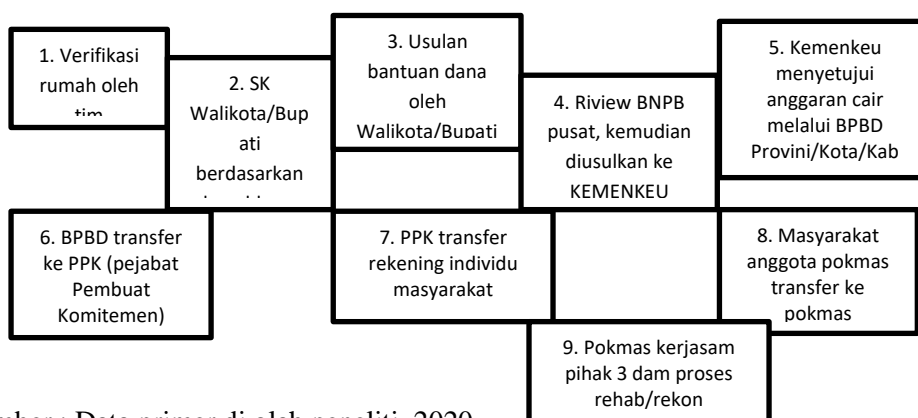 1. Verifikasi
rumah oleh
tim
2. SK
Walikota/Bup
ati
berdasarkan
3. Usulan
bantuan dana
oleh
Walikota/Bupati
4. Riview BNPB
pusat, kemudian
diusulkan ke
KEMENKEU
5. Kemenkeu
menyetujui
anggaran cair
melalui BPBD
Provini/Kota/Kab
6. BPBD transfer
ke PPK (pejabat
Pembuat
Komitemen)
7. PPK transfer
rekening individu
masyarakat
8. Masyarakat
anggota pokmas
transfer ke
pokmas
9. Pokmas kerjasam
pihak 3 dam proses
rehab/rekon
Data primer di olah peneliti, 2020